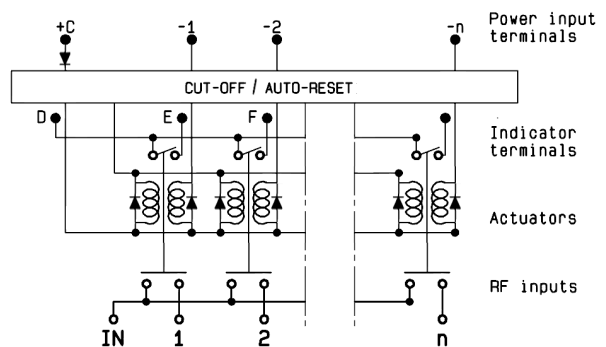 +C -1 -2 -n Power input
terminals
CUT-OFF / AUTO-RESET
D E F Indicator
terminals
Actuators
RF inputs
IN 1 2 n